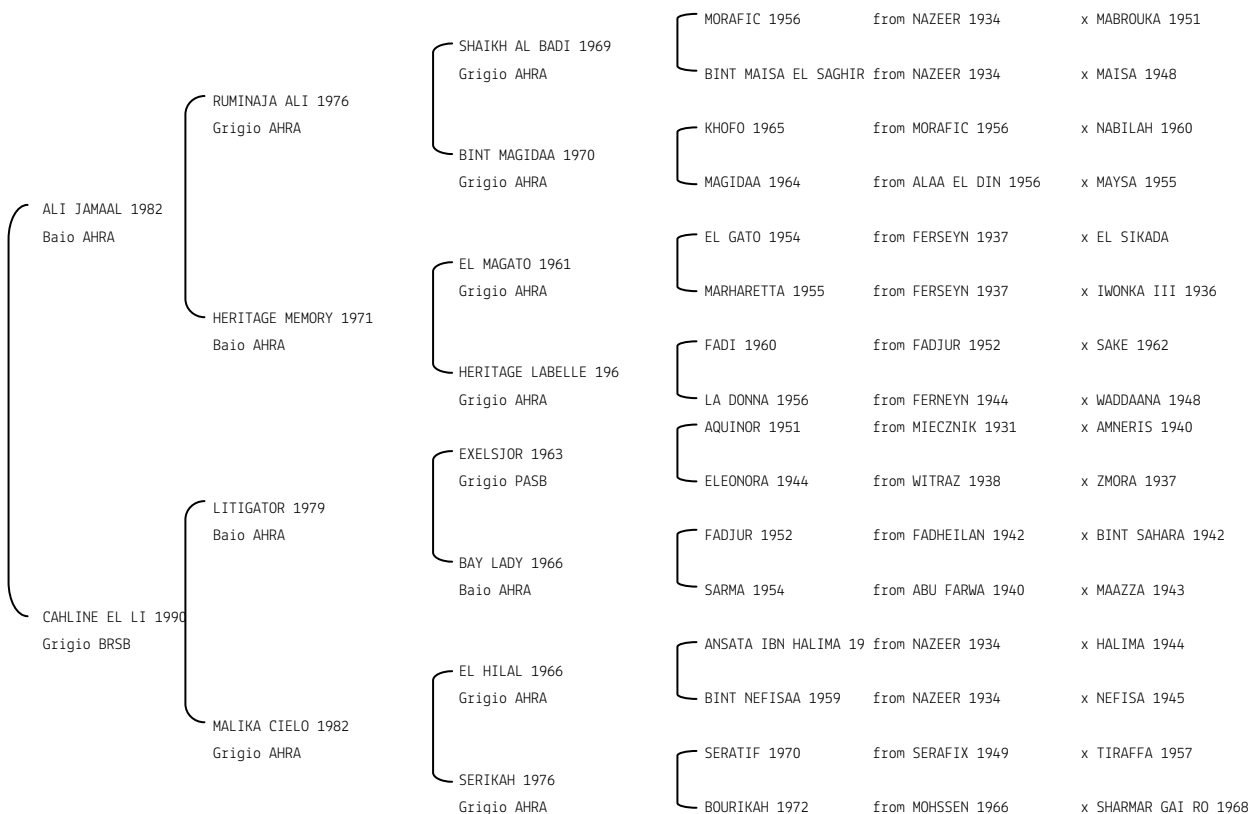 MORAFIC 1956 from NAZEER 1934 x MABROUKA 1951
SHAIKH AL BADI 1969
Grigio AHRA BINT MAISA EL SAGHIR from NAZEER 1934 x MAISA 1948
RUMINAJA ALI 1976
Grigio AHRA KHOFO 1965 from MORAFIC 1956 x NABILAH 1960
BINT MAGIDAA 1970
Grigio AHRA MAGIDAA 1964 from ALAA EL DIN 1956 x MAYSA 1955
ALI JAMAAL 1982
Baio AHRA EL GATO 1954 from FERSEYN 1937 x EL SIKADA
EL MAGATO 1961
Grigio AHRA MARHARETTA 1955 from FERSEYN 1937 x IWONKA III 1936
HERITAGE MEMORY 1971
Baio AHRA FADI 1960 from FADJUR 1952 x SAKE 1962
HERITAGE LABELLE 196
Grigio AHRA LA DONNA 1956 from FERNEYN 1944 x WADDAANA 1948
AQUINOR 1951 from MIECZNIK 1931 x AMNERIS 1940
EXELSJOR 1963
Grigio PASB ELEONORA 1944 from WITRAZ 1938 x ZMORA 1937
LITIGATOR 1979
Baio AHRA FADJUR 1952 from FADHEILAN 1942 x BINT SAHARA 1942
BAY LADY 1966
Baio AHRA SARMA 1954 from ABU FARWA 1940 x MAAZZA 1943
CAHLINE EL LI 1990
Grigio BRSB ANSATA IBN HALIMA 19 from NAZEER 1934 x HALIMA 1944
EL HILAL 1966
Grigio AHRA BINT NEFISAA 1959 from NAZEER 1934 x NEFISA 1945
MALIKA CIELO 1982
Grigio AHRA SERATIF 1970 from SERAFIX 1949 x TIRAFFA 1957
SERIKAH 1976
Grigio AHRA BOURIKAH 1972 from MOHSSEN 1966 x SHARMAR GAI RO 1968